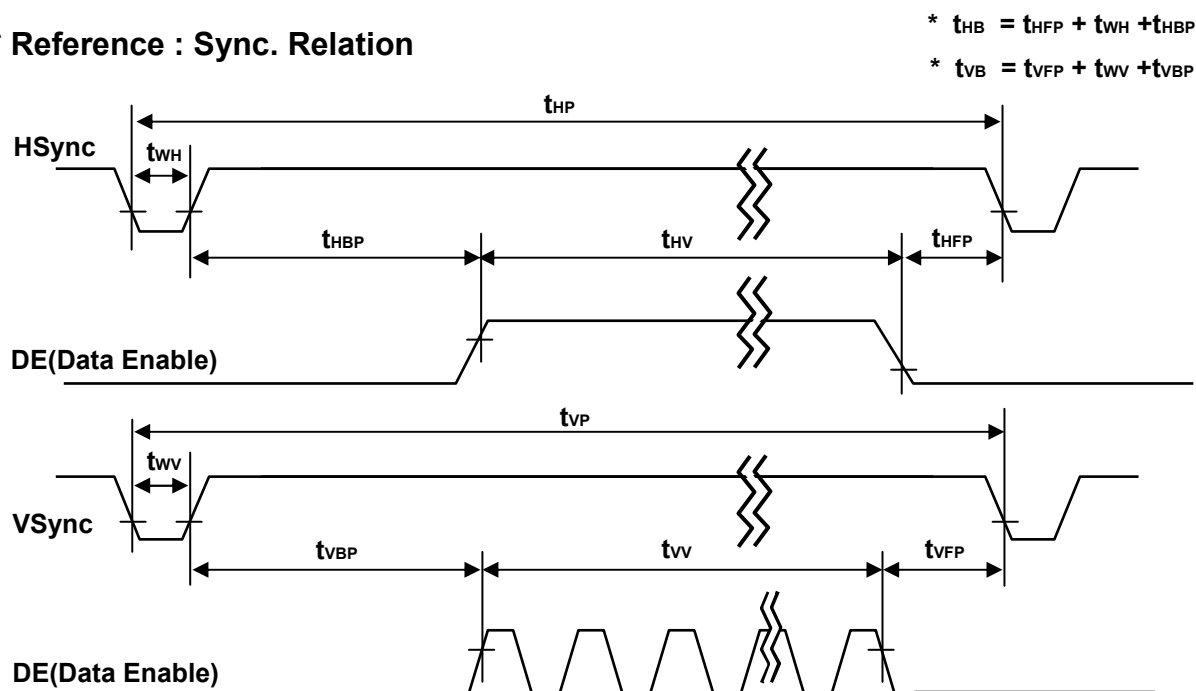 * Reference : Sync. Relation
* tHB = tHFP + tWH +tHBP
* tVB = tVFP + tWV +tVBP
tHP
HSync
tWH
tHBP
tHV
tHFP
DE(Data Enable)
tVP
tWV
VSync
tVBP
tVV
tVFP
DE(Data Enable)